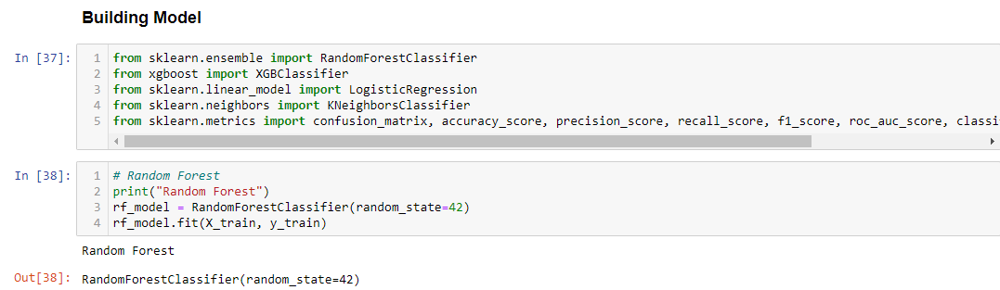 Building Model
In [37]:
1 from sklearn.ensemble import RandomForestClassifier
2 from xgboost import XGBClassifier
3 from sklearn.linear_model import LogisticRegression
4 from sklearn.neighbors import KNeighborsClassifier
5 from sklearn.metrics import confusion_matrix, accuracy_score, precision_score, recall_score, f1_score, roc_auc_score, classi
In [38]:
1 # Random Forest
2 print("Random Forest")
3 rf_model = RandomForestClassifier(random_state=42)
4 rf_model.fit(X_train, y_train)
Random Forest
Out[38]: RandomForestClassifier(random_state=42)